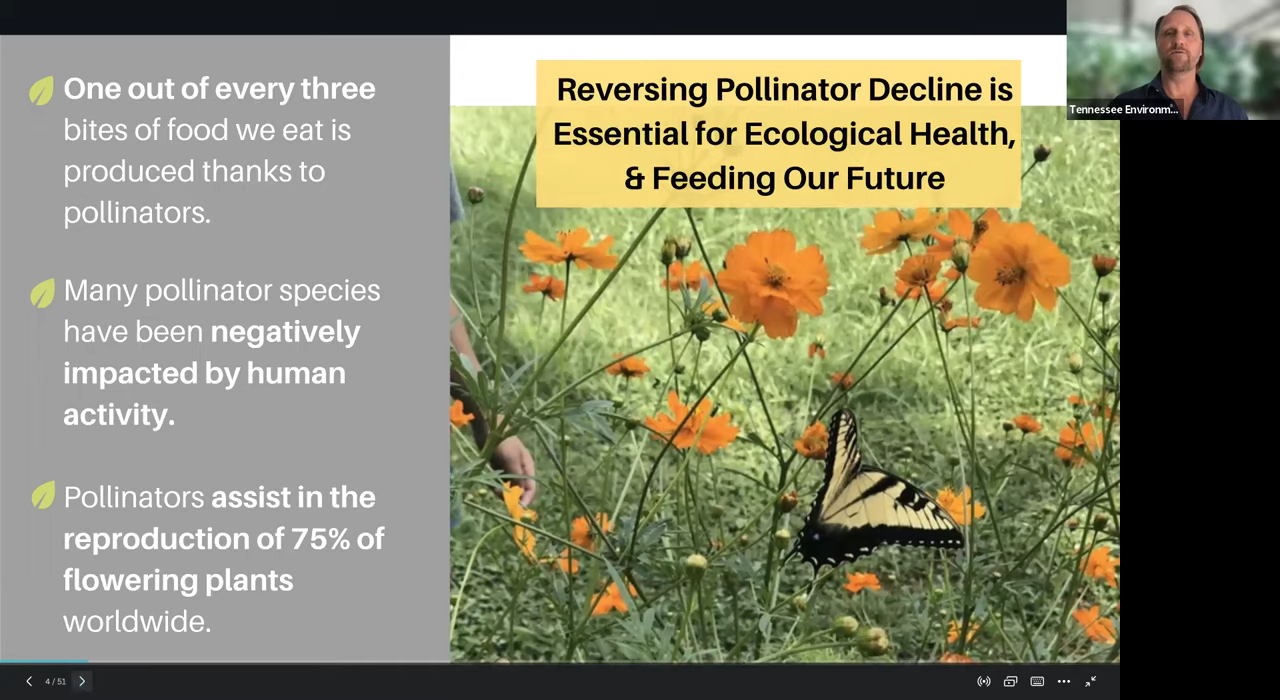 One out of every three
bites of food we eat is
produced thanks to
pollinators.
Many pollinator species
have been negatively
impacted by human
activity.
Pollinators assist in the
reproduction of 75% of
flowering plants
worldwide.
Reversing Pollinator Decline is
Essential for Ecological Health,
& Feeding Our Future
Tennessee Environm...
4 / 51